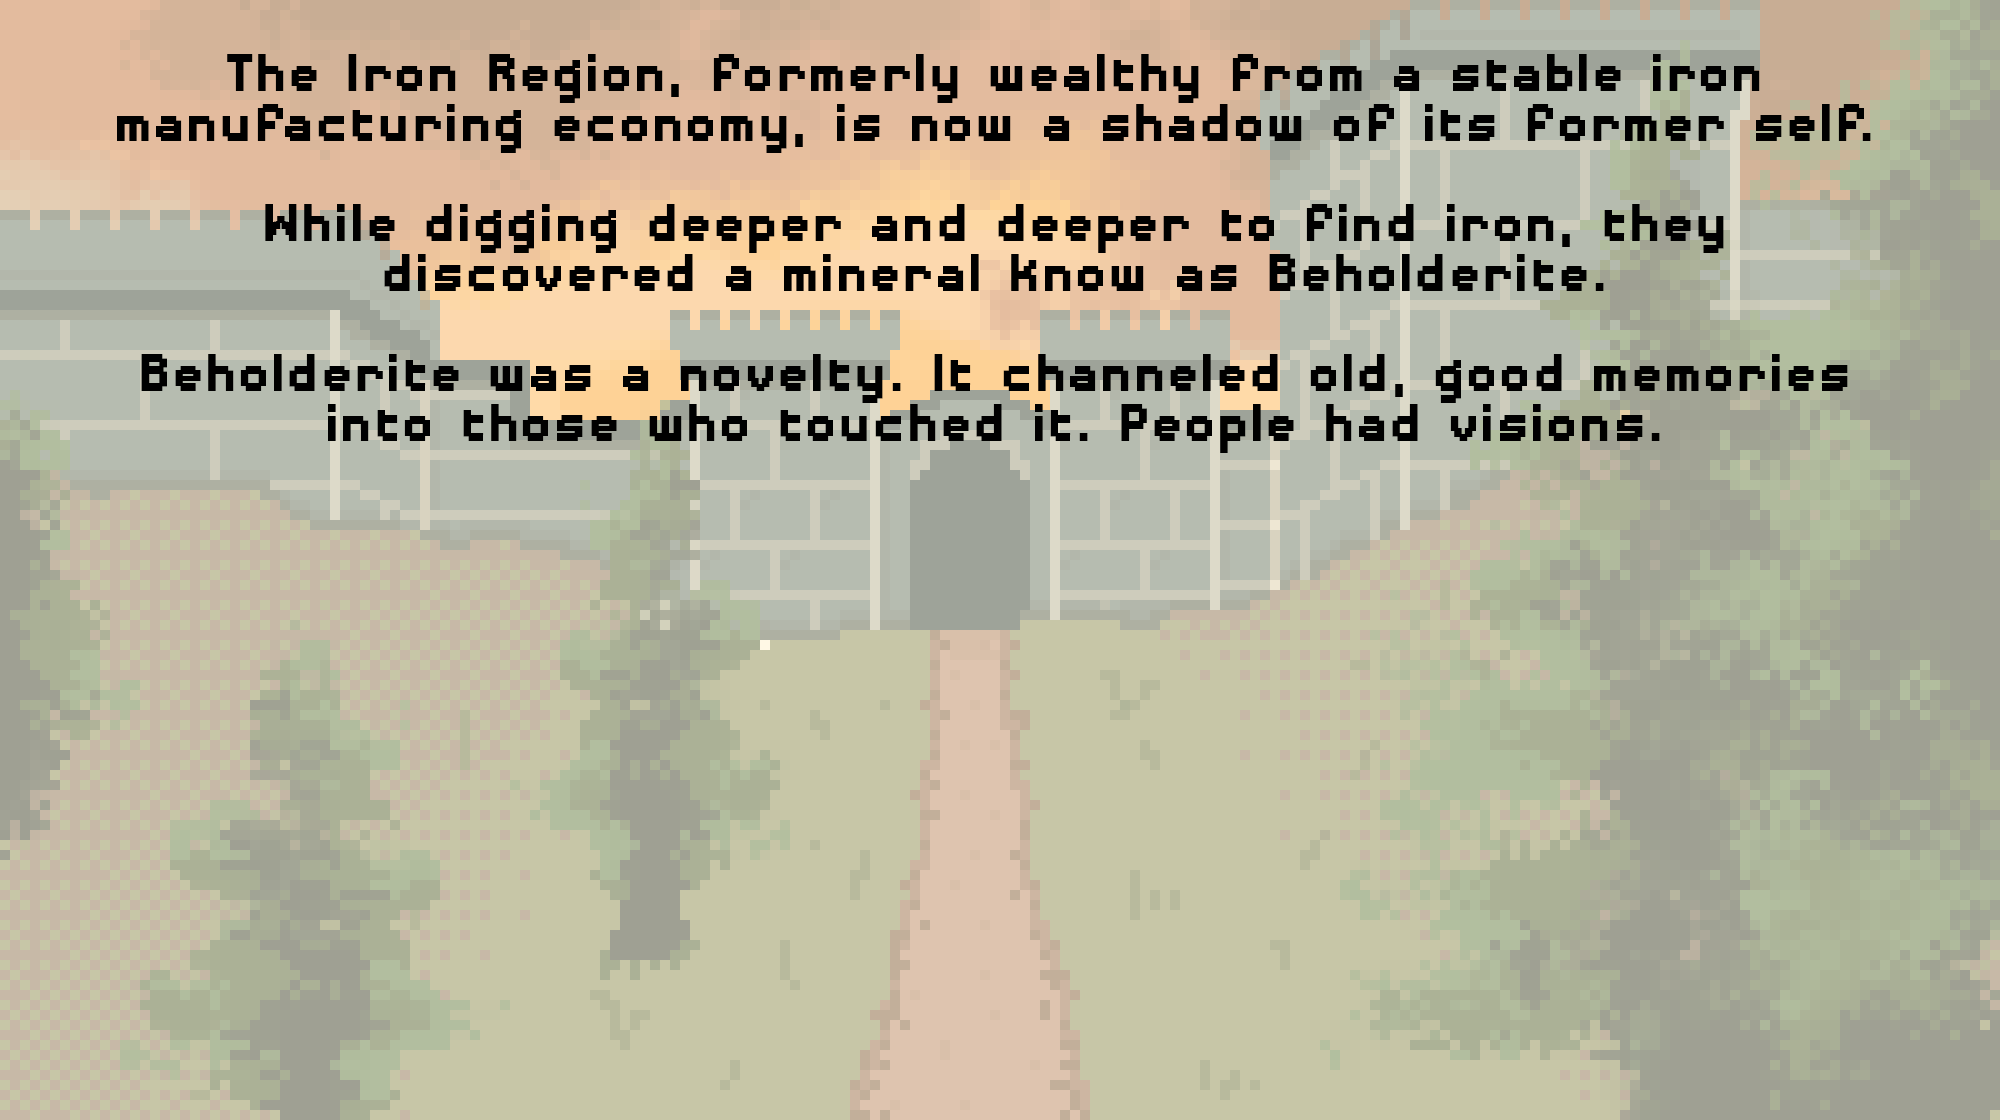 The Iron Region, formerly wealthy from a stable iron
manufacturing economy, is now a shadow of its former self.
While digging deeper and deeper to find iron, they
discovered a mineral know as Beholderite.
Beholderite was a novelty. It channeled old, good memories
into those who touched it. People had visions.